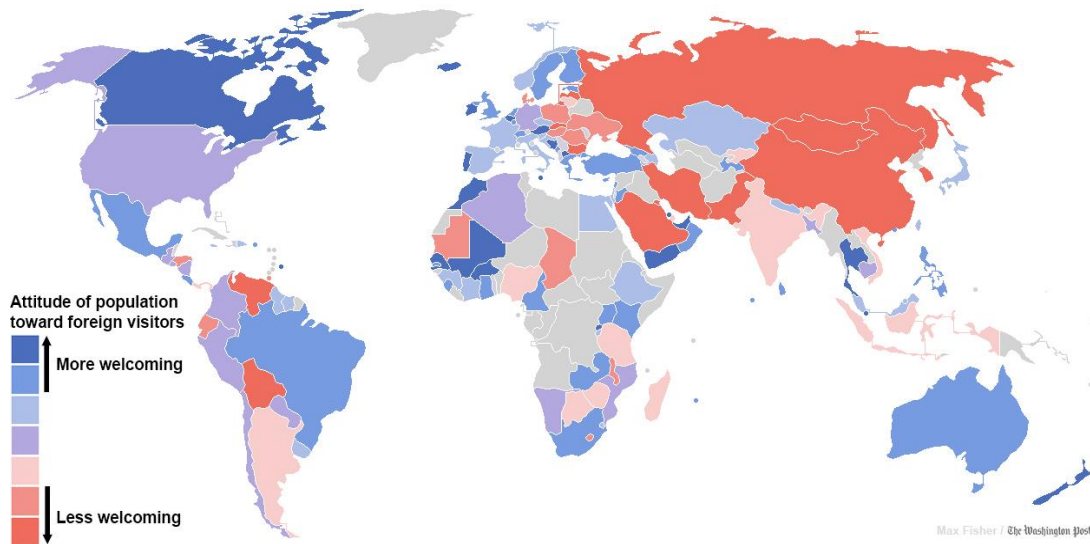 Attitude of population
toward foreign visitors
More welcoming
Less welcoming
Max Fisher / The Washington Post